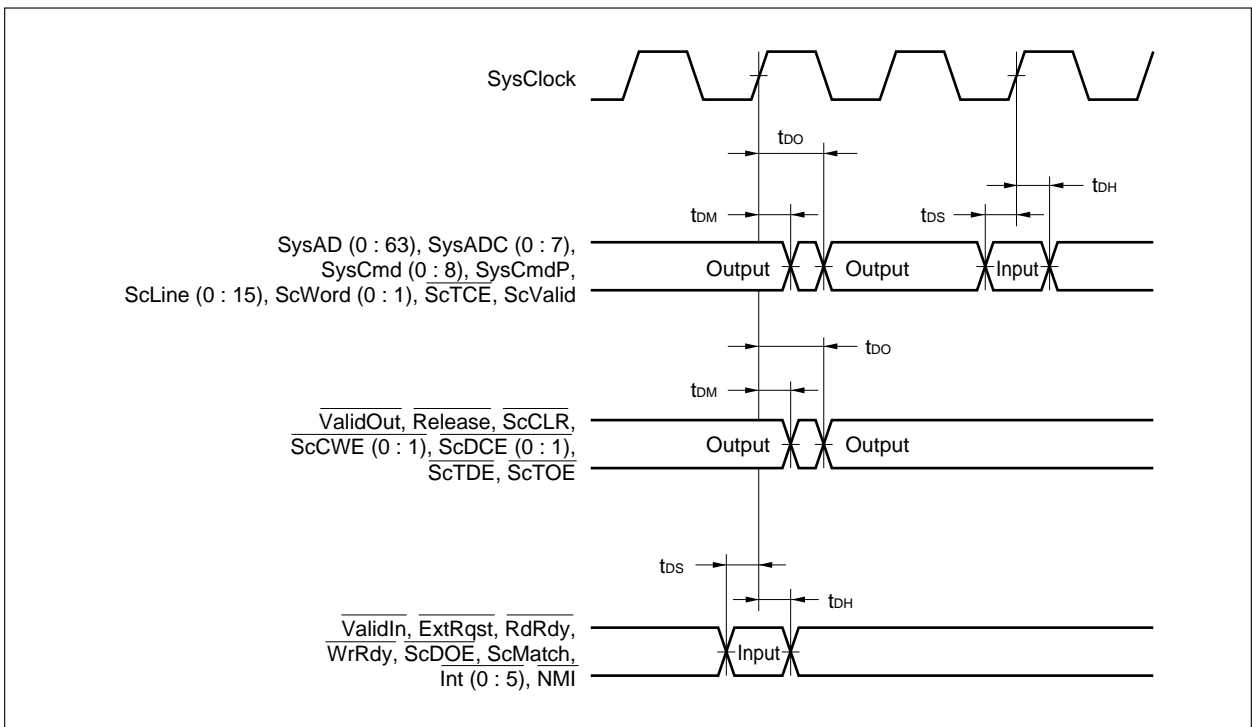 SysClock
tDO
tDH
tDM
tDS
SysAD (0 : 63), SysADC (0 : 7),
SysCmd (0 : 8), SysCmdP,
ScLine (0 : 15), ScWord (0 : 1), ScTCE, ScValid
Output
Output
Input
tDO
tDM
ValidOut, Release, ScCLR,
ScCWE (0 : 1), ScDCE (0 : 1),
ScTDE, ScTOE
Output
Output
tDS
tDH
ValidIn, ExtRqst, RdRdy,
WrRdy, ScDOE, ScMatch,
Int (0 : 5), NMI
Input